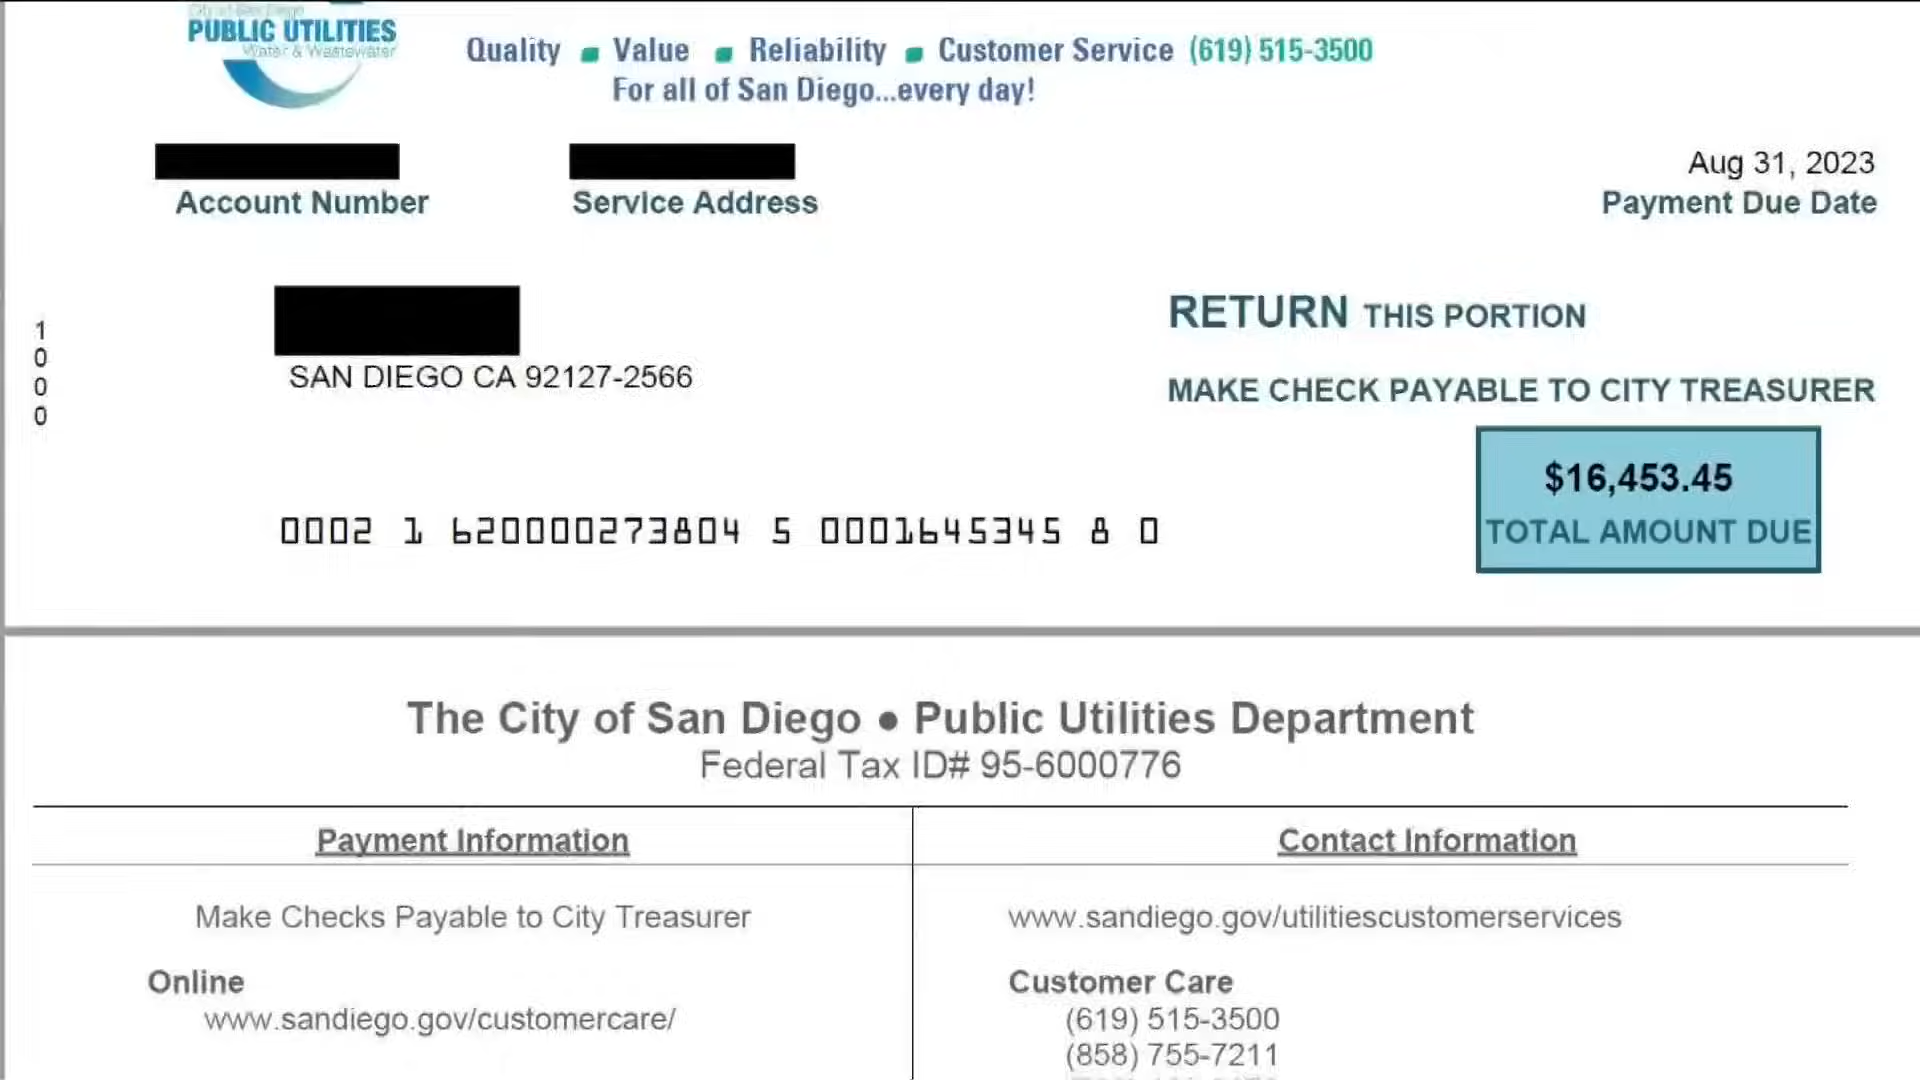 City of San Diego
PUBLIC UTILITIES
Water & Wastewater
Quality Value Reliability Customer Service (619) 515-3500
For all of San Diego...every day!
Aug 31, 2023
Account Number Service Address Payment Due Date
RETURN THIS PORTION
1000
SAN DIEGO CA 92127-2566
MAKE CHECK PAYABLE TO CITY TREASURER
$16,453.45
TOTAL AMOUNT DUE
0002 1 620000273804 5 0001645345 8 0
The City of San Diego ● Public Utilities Department
Federal Tax ID# 95-6000776
Payment Information
Contact Information
Make Checks Payable to City Treasurer
Online
www.sandiego.gov/customercare/
www.sandiego.gov/utilitiescustomerservices
Customer Care
(619) 515-3500
(858) 755-7211